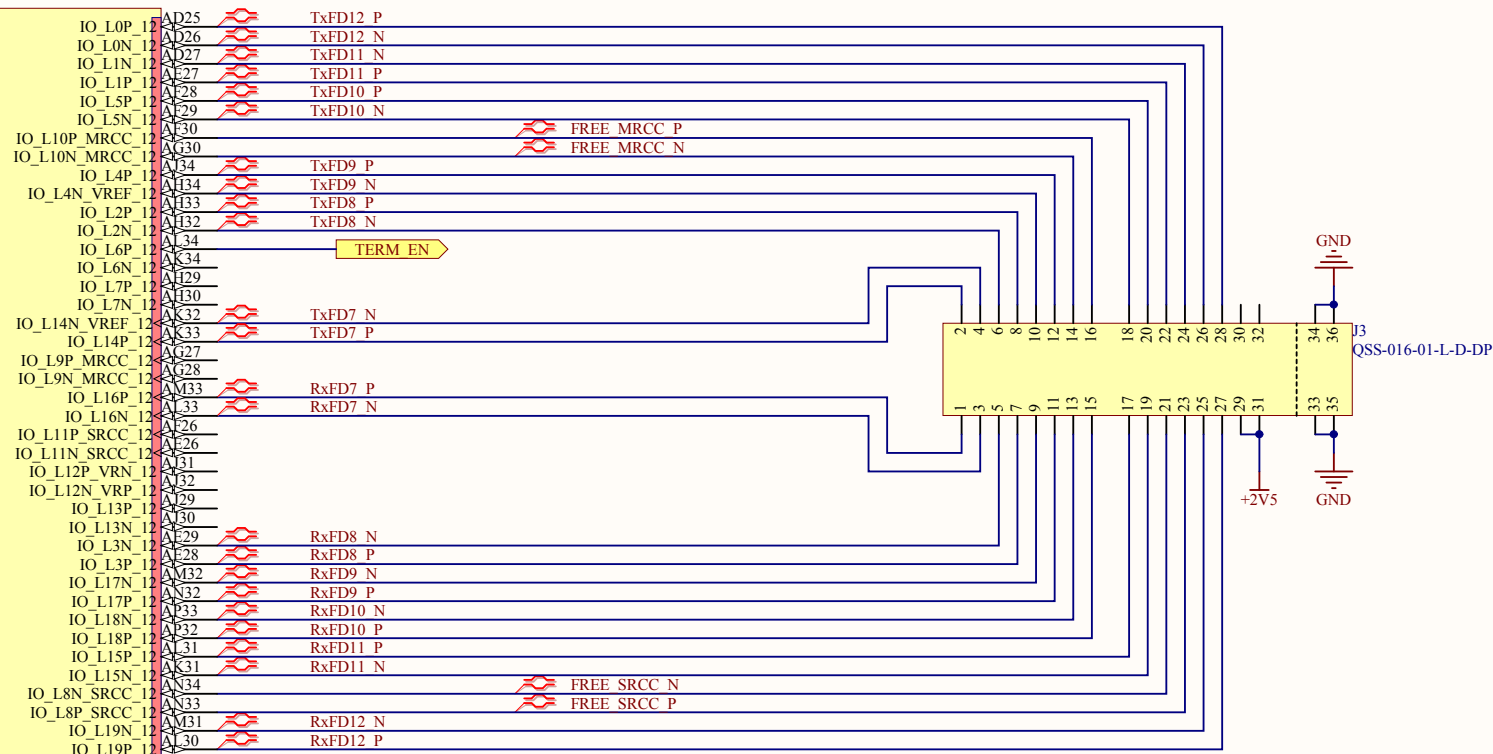 IO_L0P_12 AD25 TxFD12_P
IO_L0N_12 AD26 TxFD12_N
IO_L1N_12 AD27 TxFD11_N
IO_L1P_12 AE27 TxFD11_P
IO_L5P_12 AF28 TxFD10_P
IO_L5N_12 AF29 TxFD10_N
IO_L10P_MRCC_12 AF30 FREE_MRCC_P
IO_L10N_MRCC_12 AG30 FREE_MRCC_N
IO_L4P_12 AJ34 TxFD9_P
IO_L4N_VREF_12 AH34 TxFD9_N
IO_L2P_12 AH33 TxFD8_P
IO_L2N_12 AH32 TxFD8_N
IO_L6P_12 AL34 TERM_EN
IO_L6N_12 AK34
IO_L7P_12 AH29
IO_L7N_12 AH30
IO_L14N_VREF_12 AK32 TxFD7_N
IO_L14P_12 AK33 TxFD7_P
IO_L9P_MRCC_12 AG27
IO_L9N_MRCC_12 AG28
IO_L16P_12 AM33 RxFD7_P
IO_L16N_12 AL33 RxFD7_N
IO_L11P_SRCC_12 AF26
IO_L11N_SRCC_12 AE26
IO_L12P_VRN_12 AJ31
IO_L12N_VRP_12 AJ32
IO_L13P_12 AJ29
IO_L13N_12 AJ30
IO_L3N_12 AE29 RxFD8_N
IO_L3P_12 AE28 RxFD8_P
IO_L17N_12 AM32 RxFD9_N
IO_L17P_12 AN32 RxFD9_P
IO_L18N_12 AP33 RxFD10_N
IO_L18P_12 AP32 RxFD10_P
IO_L15P_12 AL31 RxFD11_P
IO_L15N_12 AK31 RxFD11_N
IO_L8N_SRCC_12 AN34 FREE_SRCC_N
IO_L8P_SRCC_12 AN33 FREE_SRCC_P
IO_L19N_12 AM31 RxFD12_N
IO_L19P_12 AL30 RxFD12_P
GND
2 4 6 8 10 12 14 16 18 20 22 24 26 28 30 32 34 36
J3
QSS-016-01-L-D-DP
1 3 5 7 9 11 13 15 17 19 21 23 25 27 29 31 33 35
+2V5
GND